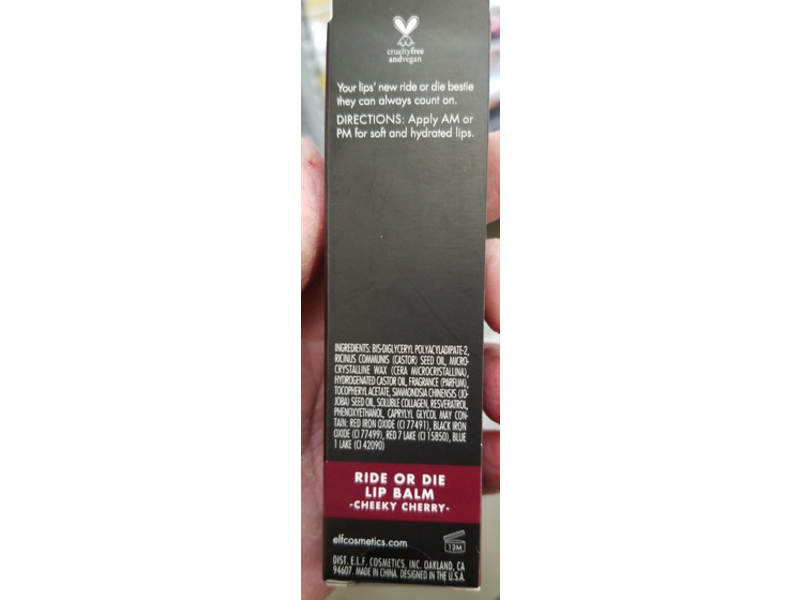 crueltyfree
andvegan
Your lips' new ride or die bestie
they can always count on.
DIRECTIONS: Apply AM or
PM for soft and hydrated lips.
INGREDIENTS: BIS-DIGLYCERYL POLYACYLADIPATE-2,
RICINUS COMMUNIS (CASTOR) SEED OIL, MICRO-
CRYSTALLINE WAX (CERA MICROCRISTALLINA),
HYDROGENATED CASTOR OIL, FRAGRANCE (PARFUM),
TOCOPHERYL ACETATE, SIMMONDSIA CHINENSIS (JO-
JOBA) SEED OIL, SOLUBLE COLLAGEN, RESVERATROL,
PHENOXYETHANOL, CAPRYLYL GLYCOL MAY CON-
TAIN: RED IRON OXIDE (CI 77491), BLACK IRON
OXIDE (CI 77499), RED 7 LAKE (CI 15850), BLUE
1 LAKE (CI 42090)
RIDE OR DIE
LIP BALM
-CHEEKY CHERRY-
elfcosmetics.com
12M
DIST. E.L.F. COSMETICS, INC. OAKLAND, CA
94607. MADE IN CHINA. DESIGNED IN THE U.S.A.